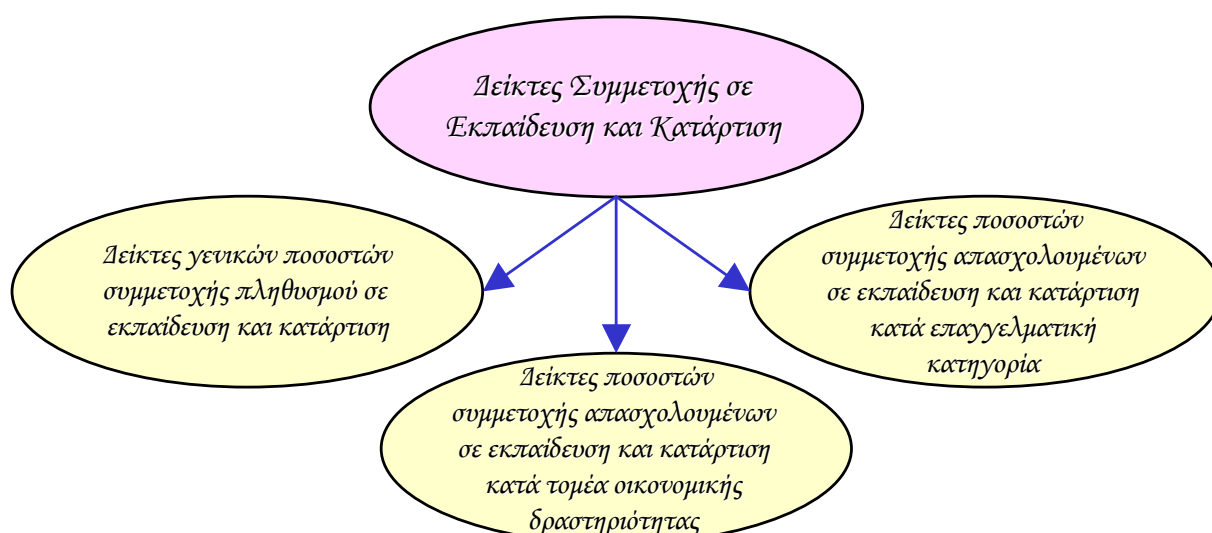 Δείκτες Συμμετοχής σε
Εκπαίδευση και Κατάρτιση
Δείκτες γενικών ποσοστών
συμμετοχής πληθυσμού σε
εκπαίδευση και κατάρτιση
Δείκτες ποσοστών
συμμετοχής απασχολουμένων
σε εκπαίδευση και κατάρτιση
κατά τομέα οικονομικής
δραστηριότητας
Δείκτες ποσοστών
συμμετοχής απασχολουμένων
σε εκπαίδευση και κατάρτιση
κατά επαγγελματική
κατηγορία